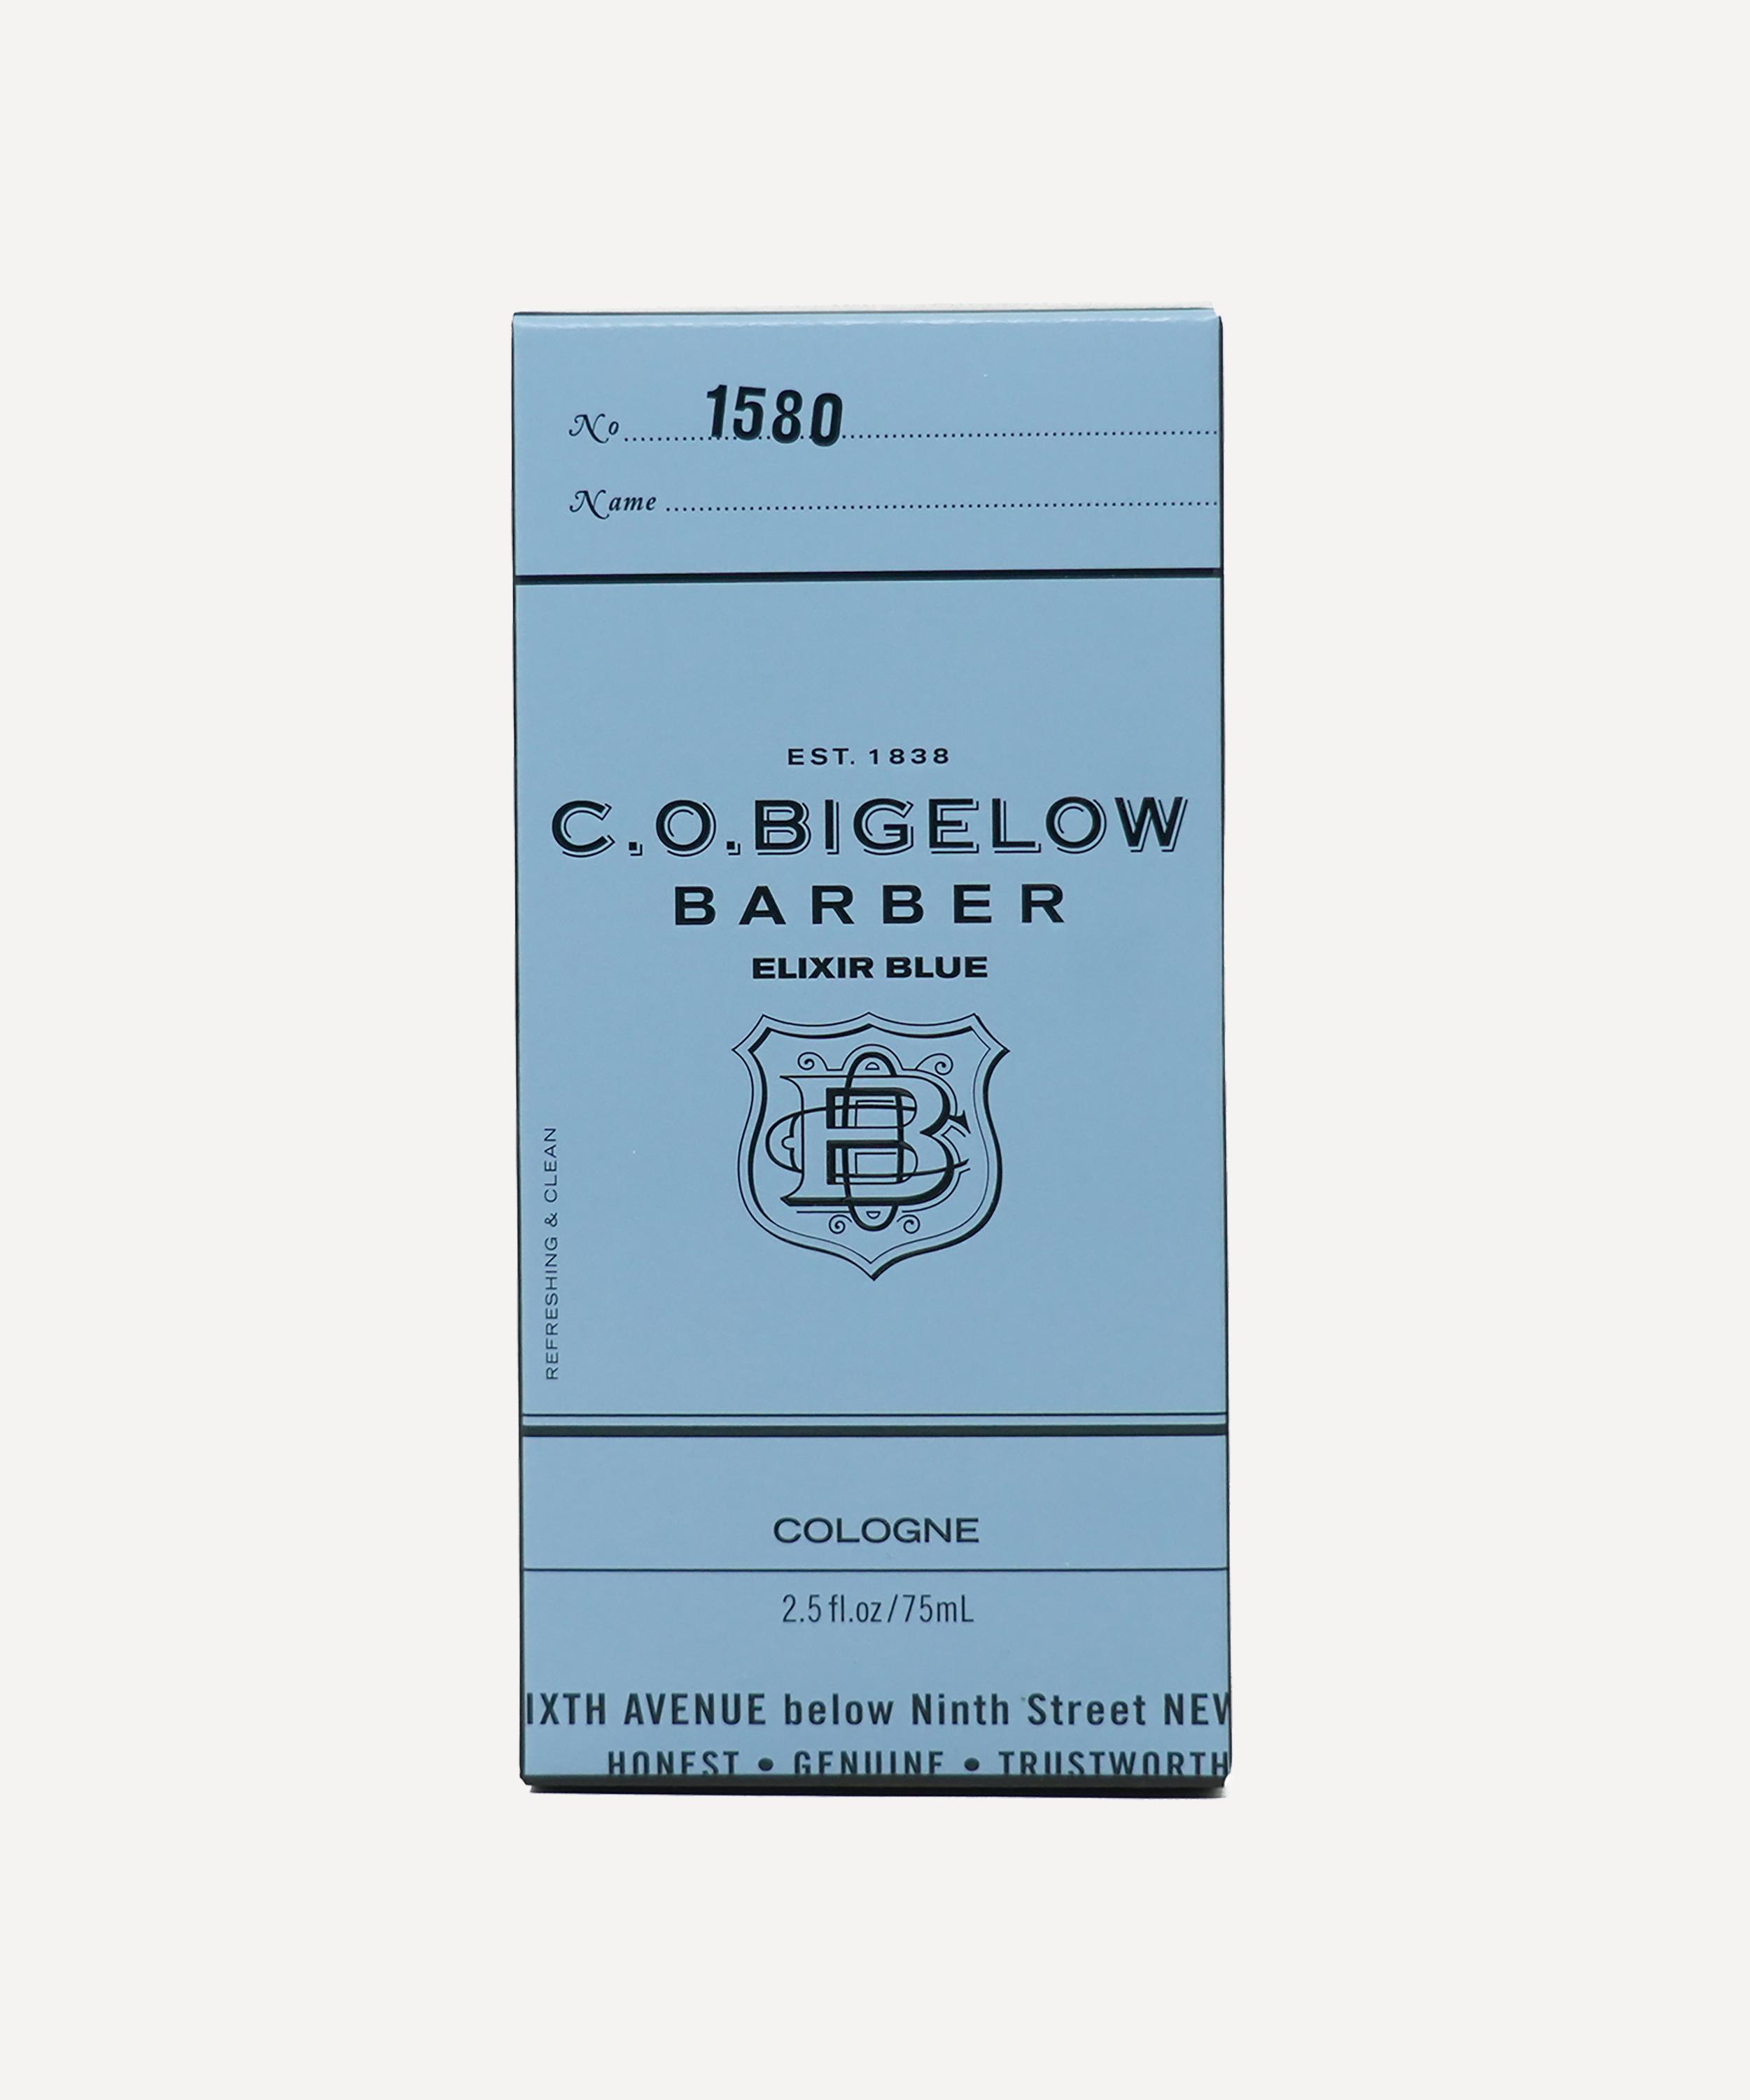 No 1580
Name
EST. 1838
C.O.BIGELOW
BARBER
ELIXIR BLUE
REFRESHING & CLEAN
COLOGNE
2.5 fl.oz/75mL
IXTH AVENUE below Ninth Street NEW
HONEST • GENUINE • TRUSTWORTH